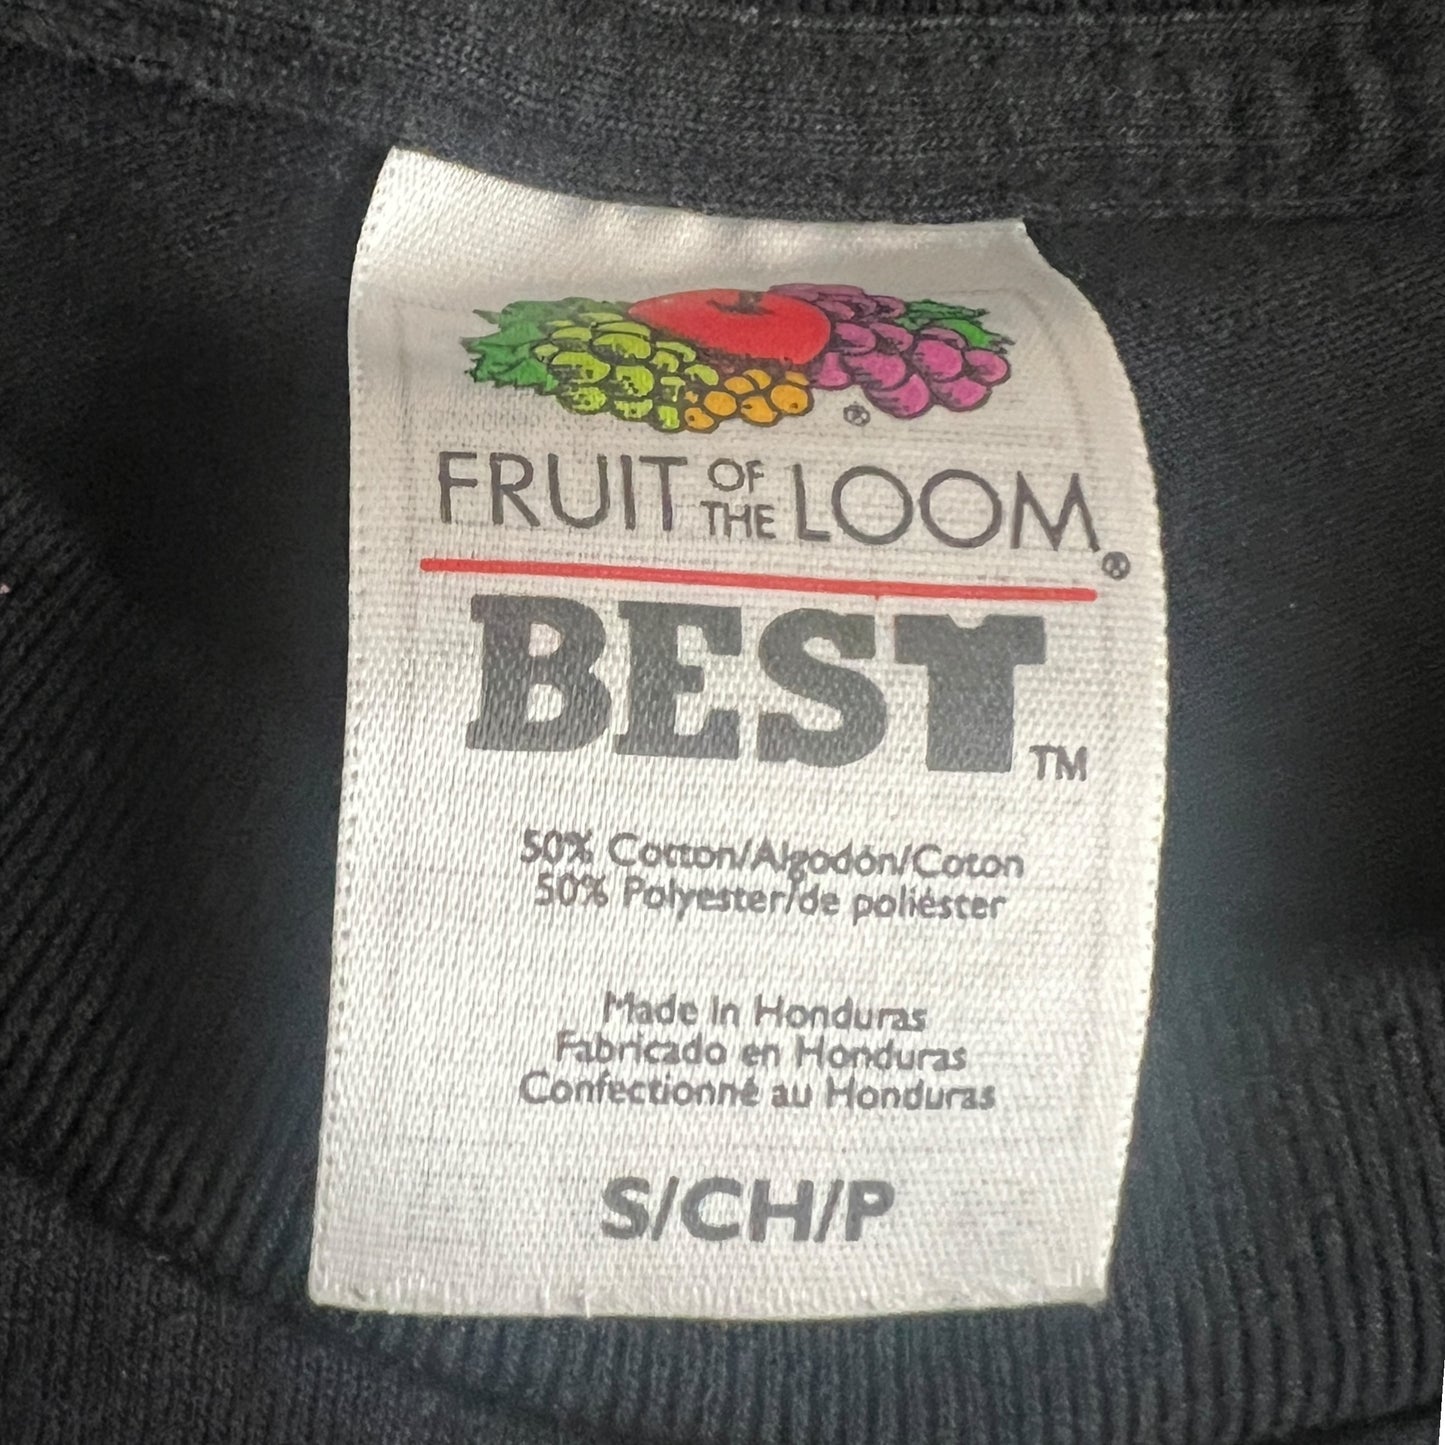 ®
FRUIT OF THE LOOM®
BEST™
50% Cotton/Algodón/Coton
50% Polyester/de poliéster
Made In Honduras
Fabricado en Honduras
Confectionné au Honduras
S/CH/P